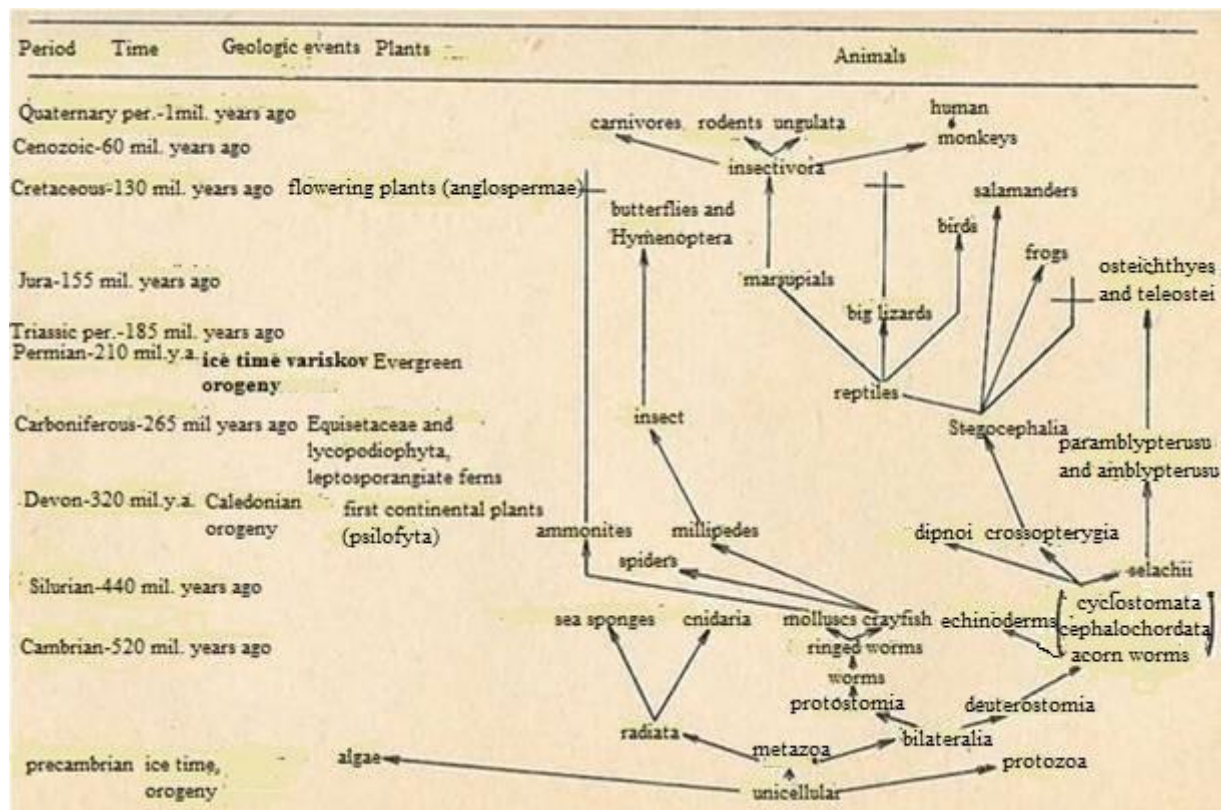 Period Time Geologic events Plants Animals
Quaternary per.-1mil. years ago
human
carnivores rodents ungulata
monkeys
Cenozoic-60 mil. years ago
insectivora
Cretaceous-130 mil. years ago flowering plants (anglospermae)
salamanders
butterflies and
Hymenoptera
birds
frogs
osteichthyes
and teleostei
Jura-155 mil. years ago
marsupials
big lizards
Triassic per.-185 mil. years ago
Permian-210 mil.y.a. ice time variskov Evergreen
orogeny
reptiles
Carboniferous-265 mil years ago Equisetaceae and
lycopodiophyta,
leptosporangiate ferns
insect
Stegocephalia
paramblypterusu
and amblypterusu
Devon-320 mil.y.a. Caledonian
orogeny
first continental plants
(psilofyta)
ammonites millipedes
dipnoi crossopterygia
spiders
selachii
Silurian-440 mil. years ago
sea sponges cnidaria molluscs crayfish echinoderms
cyclostomata
cephalochordata
acorn worms
Cambrian-520 mil. years ago
ringed worms
worms
protostomia deuterostomia
radiata
bilateralia
metazoa
algae
protozoa
precambrian ice time,
orogeny
unicellular